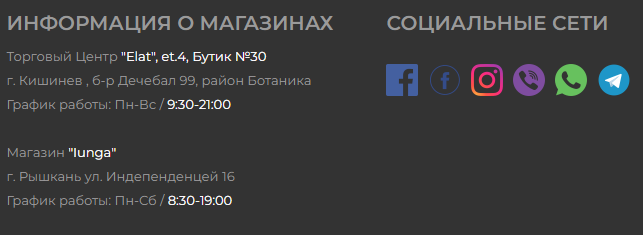 ИНФОРМАЦИЯ О МАГАЗИНАХ
Торговый Центр "Elat", et.4, Бутик №30
г. Кишинев , б-р Дечебал 99, район Ботаника
График работы: Пн-Вс / 9:30-21:00
Магазин "Iunga"
г. Рышкань ул. Индепенденцей 16
График работы: Пн-Сб / 8:30-19:00
СОЦИАЛЬНЫЕ СЕТИ